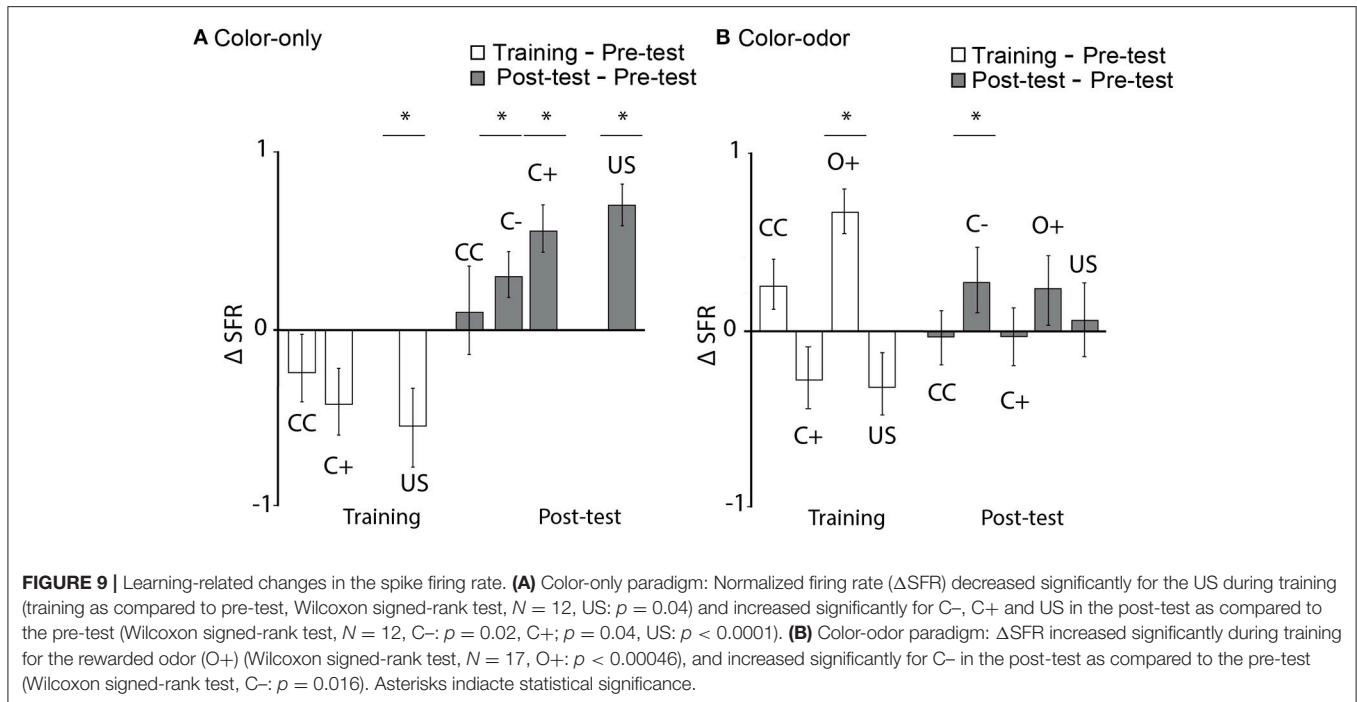 A Color-only
Training - Pre-test
Post-test - Pre-test
* * * *
1
0
-1
Δ SFR
CC
C+
US
CC
C-
C+
US
Training
Post-test
B Color-odor
Training - Pre-test
Post-test - Pre-test
* *
1
0
-1
Δ SFR
CC
C+
O+
US
CC
C-
C+
O+
US
Training
Post-test
FIGURE 9 | Learning-related changes in the spike firing rate. (A) Color-only paradigm: Normalized firing rate (ΔSFR) decreased significantly for the US during training
(training as compared to pre-test, Wilcoxon signed-rank test, N = 12, US: p = 0.04) and increased significantly for C–, C+ and US in the post-test as compared to
the pre-test (Wilcoxon signed-rank test, N = 12, C–: p = 0.02, C+; p = 0.04, US: p < 0.0001). (B) Color-odor paradigm: ΔSFR increased significantly during training
for the rewarded odor (O+) (Wilcoxon signed-rank test, N = 17, O+: p < 0.00046), and increased significantly for C– in the post-test as compared to the pre-test
(Wilcoxon signed-rank test, C–: p = 0.016). Asterisks indiacte statistical significance.